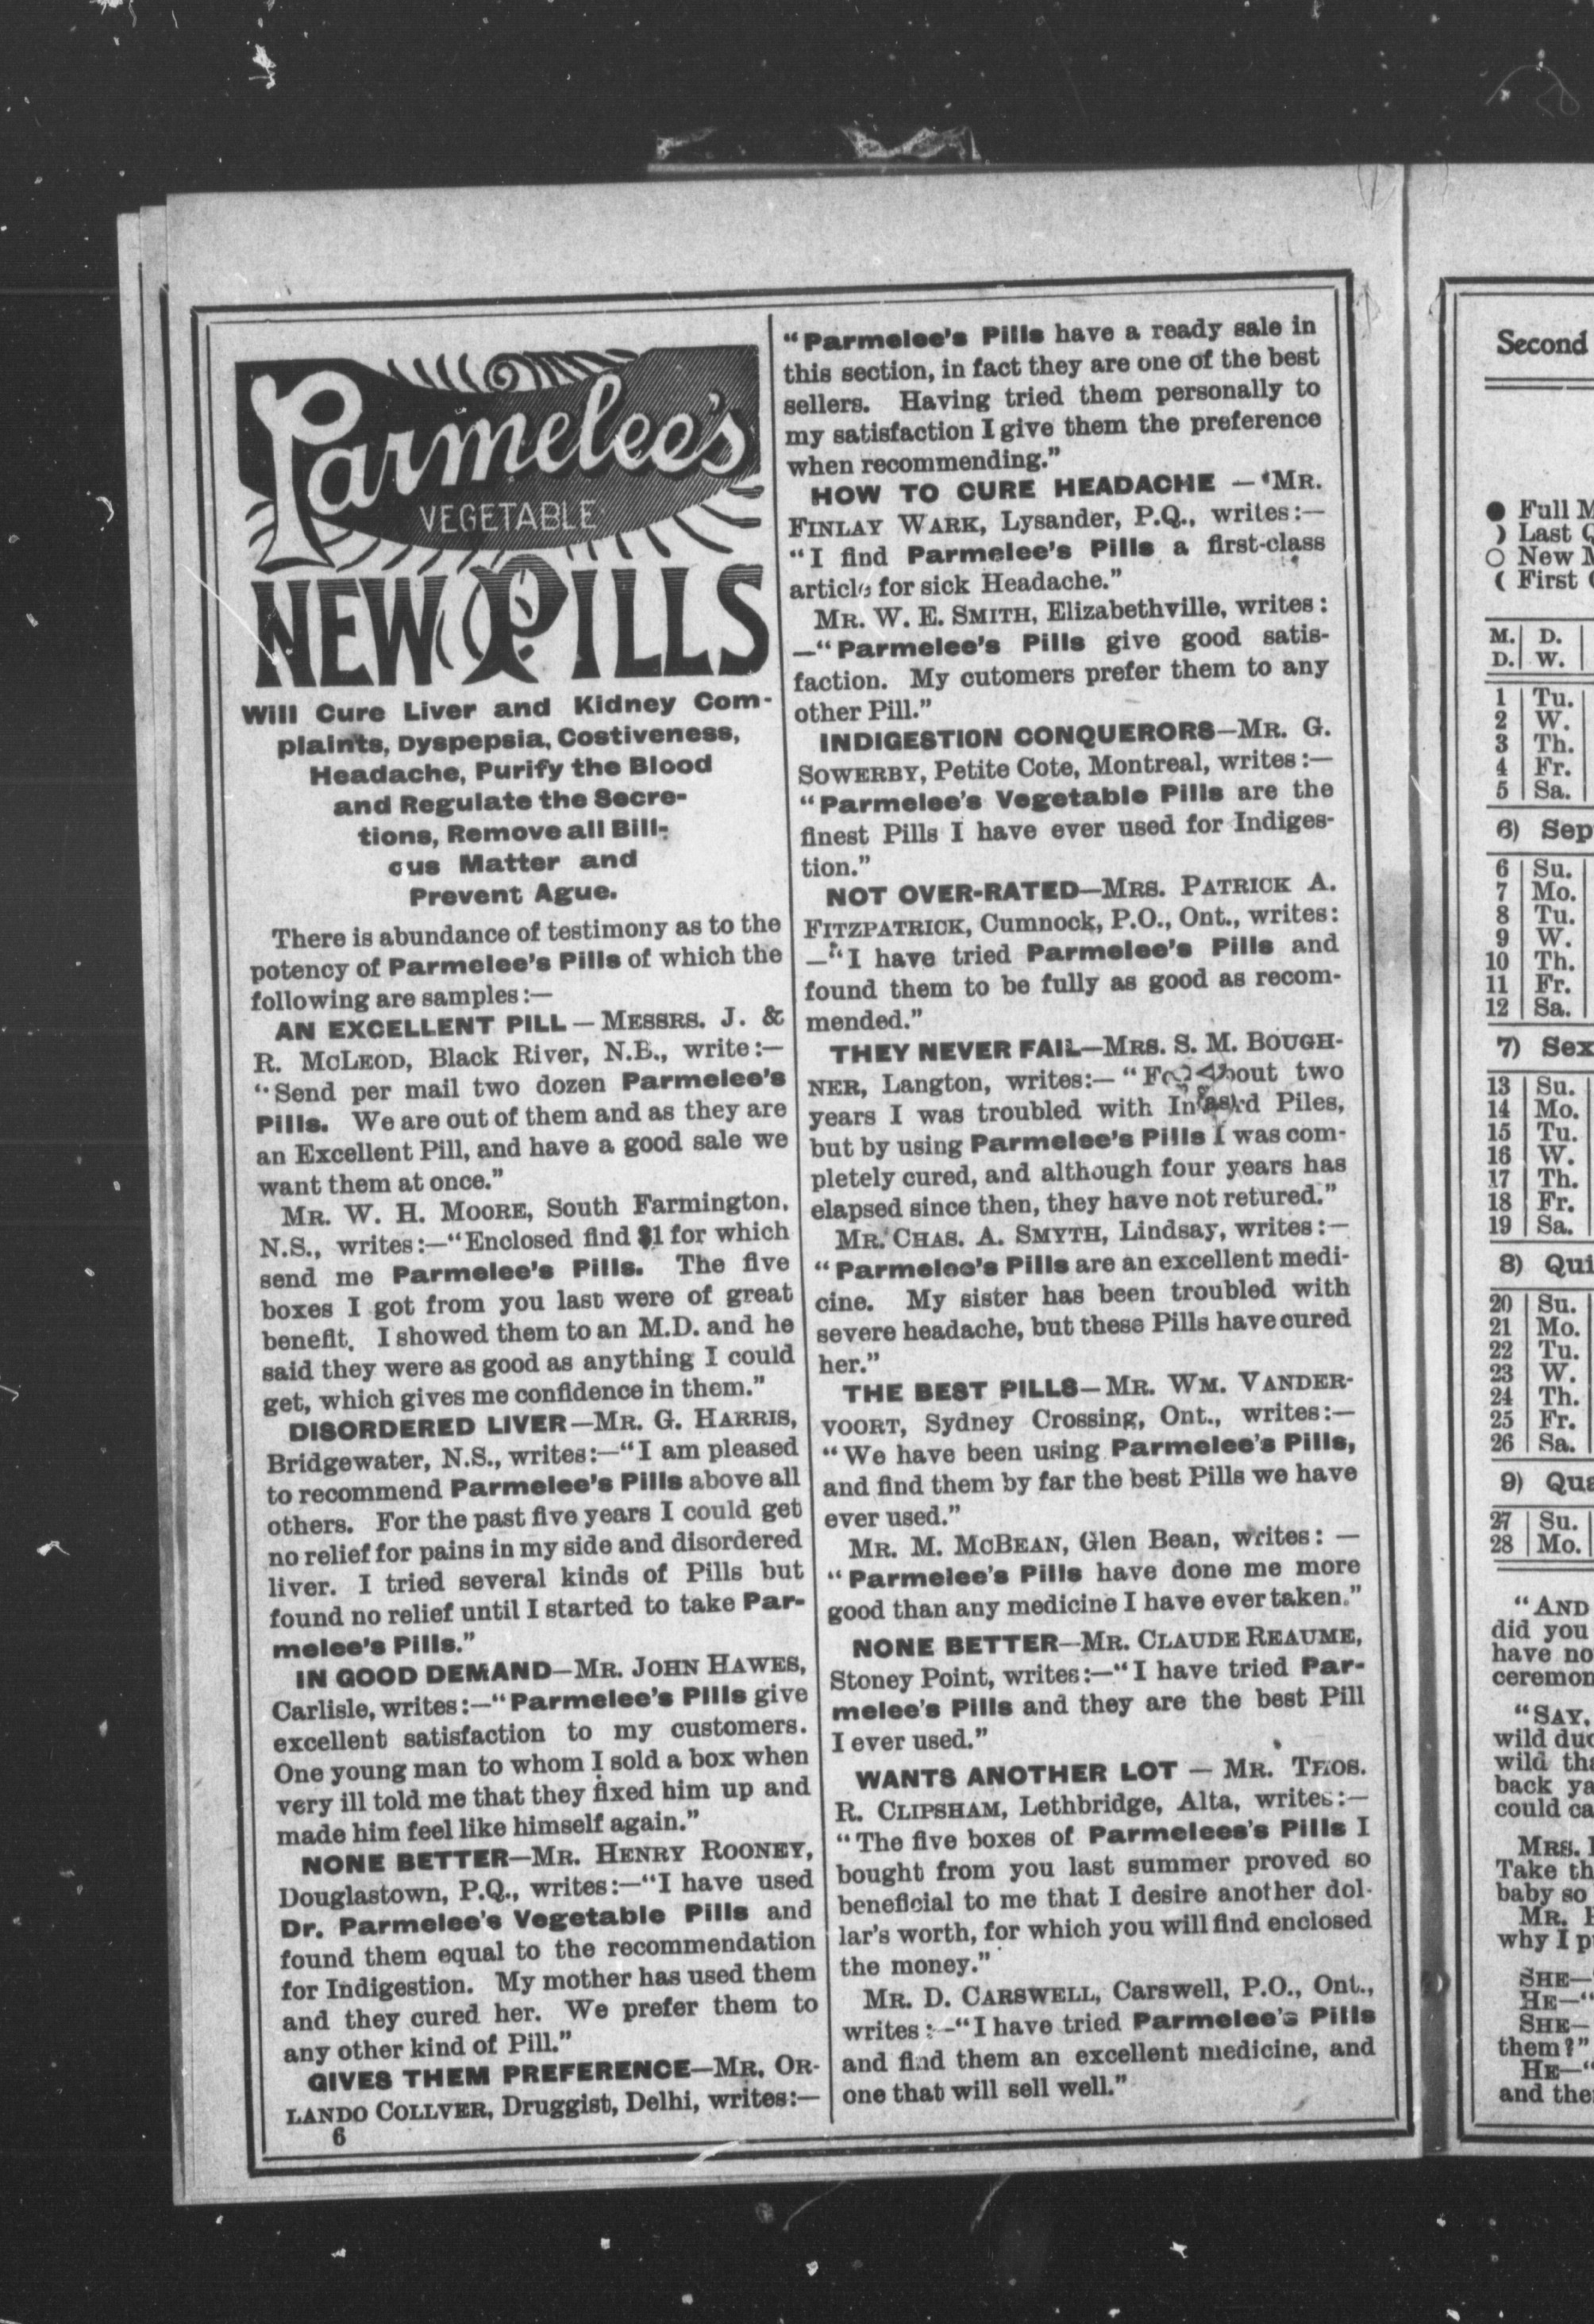 Parmelee's
VEGETABLE
NEW PILLS
Will Cure Liver and Kidney Com-
plaints, Dyspepsia, Costiveness,
Headache, Purify the Blood
and Regulate the Secre-
tions, Remove all Bili-
ous Matter and
Prevent Ague.
There is abundance of testimony as to the
potency of Parmelee's Pills of which the
following are samples:—
AN EXCELLENT PILL — MESSRS. J. &
R. MCLEOD, Black River, N.B., write:—
"Send per mail two dozen Parmelee's
Pills. We are out of them and as they are
an Excellent Pill, and have a good sale we
want them at once."
MR. W. H. MOORE, South Farmington,
N.S., writes:—"Enclosed find $1 for which
send me Parmelee's Pills. The five
boxes I got from you last were of great
benefit. I showed them to an M.D. and he
said they were as good as anything I could
get, which gives me confidence in them."
DISORDERED LIVER—MR. G. HARRIS,
Bridgewater, N.S., writes:—"I am pleased
to recommend Parmelee's Pills above all
others. For the past five years I could get
no relief for pains in my side and disordered
liver. I tried several kinds of Pills but
found no relief until I started to take Par-
melee's Pills."
IN GOOD DEMAND—MR. JOHN HAWES,
Carlisle, writes:—"Parmelee's Pills give
excellent satisfaction to my customers.
One young man to whom I sold a box when
very ill told me that they fixed him up and
made him feel like himself again."
NONE BETTER—MR. HENRY ROONEY,
Douglastown, P.Q., writes:—"I have used
Dr. Parmelee's Vegetable Pills and
found them equal to the recommendation
for Indigestion. My mother has used them
and they cured her. We prefer them to
any other kind of Pill."
GIVES THEM PREFERENCE—MR. OR-
LANDO COLLVER, Druggist, Delhi, writes:—
6
"Parmelee's Pills have a ready sale in
this section, in fact they are one of the best
sellers. Having tried them personally to
my satisfaction I give them the preference
when recommending."
HOW TO CURE HEADACHE — MR.
FINLAY WARK, Lysander, P.Q., writes:—
"I find Parmelee's Pills a first-class
article for sick Headache."
MR. W. E. SMITH, Elizabethville, writes:
—"Parmelee's Pills give good satis-
faction. My cutomers prefer them to any
other Pill."
INDIGESTION CONQUERORS—MR. G.
SOWERBY, Petite Cote, Montreal, writes:—
"Parmelee's Vegetable Pills are the
finest Pills I have ever used for Indiges-
tion."
NOT OVER-RATED—MRS. PATRICK A.
FITZPATRICK, Cumnock, P.O., Ont., writes:
—"I have tried Parmelee's Pills and
found them to be fully as good as recom-
mended."
THEY NEVER FAIL—MRS. S. M. BOUGH-
NER, Langton, writes:—"For about two
years I was troubled with Inward Piles,
but by using Parmelee's Pills I was com-
pletely cured, and although four years has
elapsed since then, they have not retured."
MR. CHAS. A. SMYTH, Lindsay, writes:—
"Parmelee's Pills are an excellent medi-
cine. My sister has been troubled with
severe headache, but these Pills have cured
her."
THE BEST PILLS—MR. WM. VANDER-
VOORT, Sydney Crossing, Ont., writes:—
"We have been using Parmelee's Pills,
and find them by far the best Pills we have
ever used."
MR. M. MCBEAN, Glen Bean, writes: —
"Parmelee's Pills have done me more
good than any medicine I have ever taken."
NONE BETTER—MR. CLAUDE REAUME,
Stoney Point, writes:—"I have tried Par-
melee's Pills and they are the best Pill
I ever used."
WANTS ANOTHER LOT — MR. THOS.
R. CLIPSHAM, Lethbridge, Alta, writes:—
"The five boxes of Parmelees's Pills I
bought from you last summer proved so
beneficial to me that I desire another dol-
lar's worth, for which you will find enclosed
the money."
MR. D. CARSWELL, Carswell, P.O., Ont.,
writes:—"I have tried Parmelee's Pills
and find them an excellent medicine, and
one that will sell well."
Second
Full
Last
New
First
M. D.
D. W.
1 Tu.
2 W.
3 Th.
4 Fr.
5 Sa.
6) Sep
6 Su.
7 Mo.
8 Tu.
9 W.
10 Th.
11 Fr.
12 Sa.
7) Sex
13 Su.
14 Mo.
15 Tu.
16 W.
17 Th.
18 Fr.
19 Sa.
8) Qui
20 Su.
21 Mo.
22 Tu.
23 W.
24 Th.
25 Fr.
26 Sa.
9) Qua
27 Su.
28 Mo.
"AND
did you
have no
ceremon
"SAY,
wild duc
wild tha
back ya
could ca
MRS.
Take th
baby so
MR.
why I p
SHE—
HE—"
SHE—
them?"
HE—"
and the